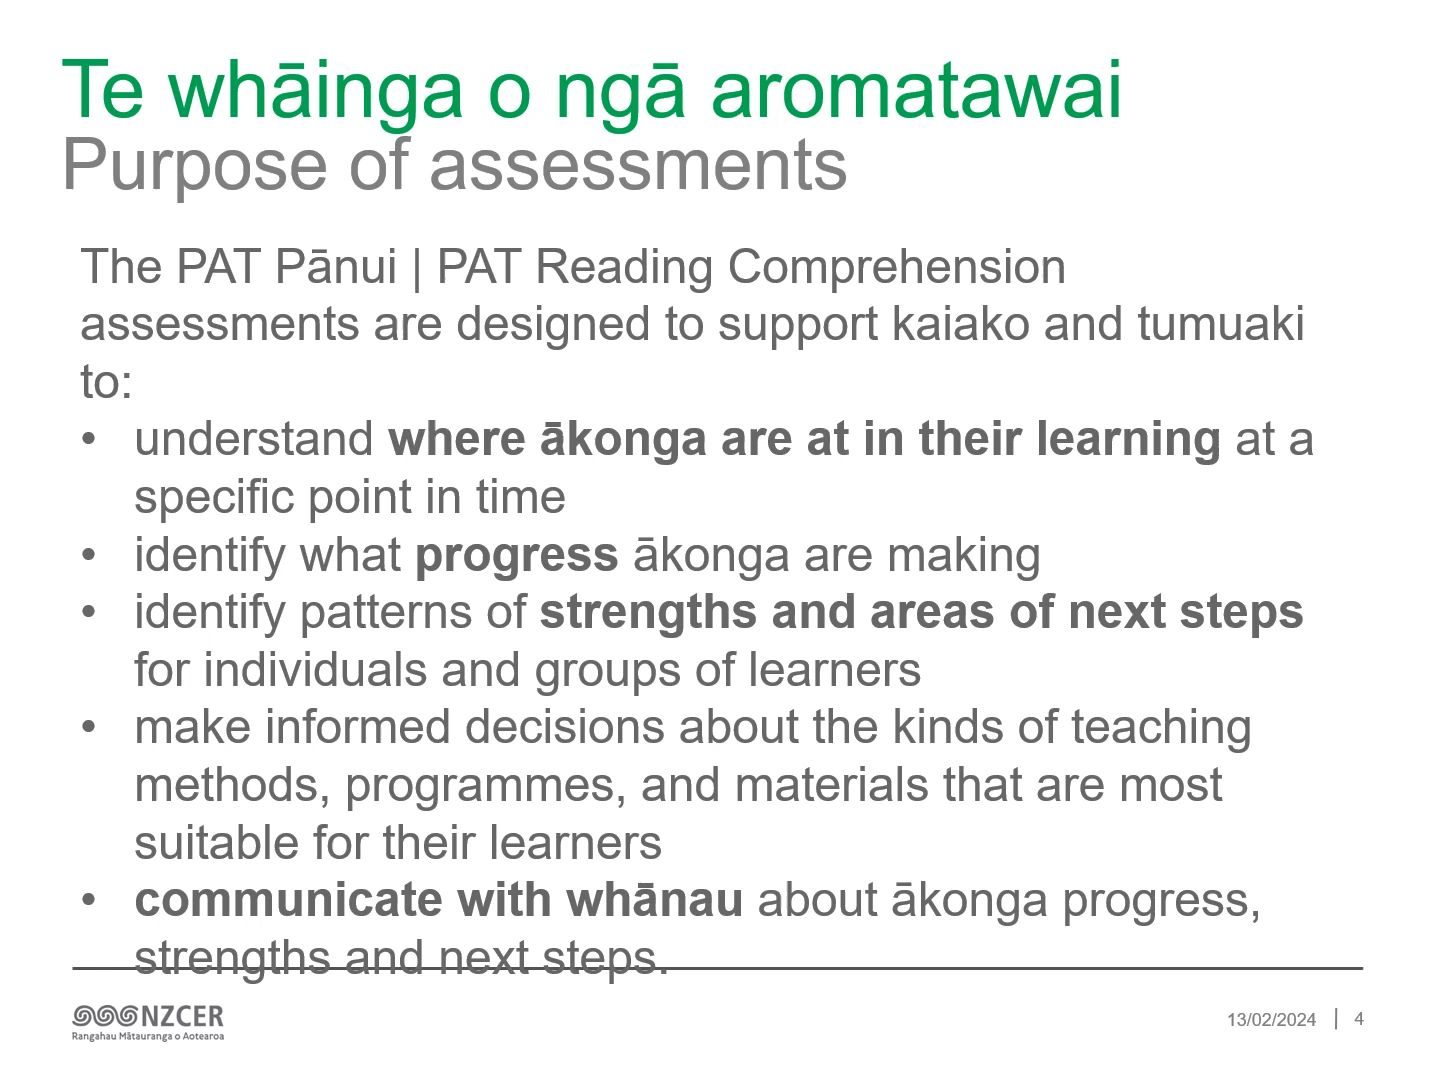 Te whāinga o ngā aromatawai
Purpose of assessments
The PAT Pānui | PAT Reading Comprehension
assessments are designed to support kaiako and tumuaki
to:
• understand where ākonga are at in their learning at a
specific point in time
• identify what progress ākonga are making
• identify patterns of strengths and areas of next steps
for individuals and groups of learners
• make informed decisions about the kinds of teaching
methods, programmes, and materials that are most
suitable for their learners
• communicate with whānau about ākonga progress,
strengths and next steps.
NZCER
Rangahau Mātauranga o Aotearoa
13/02/2024 | 4